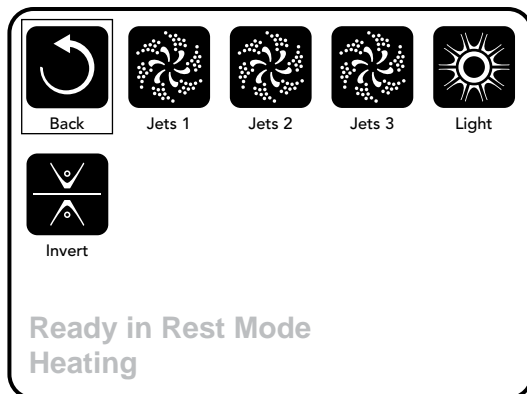 Back Jets 1 Jets 2 Jets 3 Light
Invert
Ready in Rest Mode
Heating